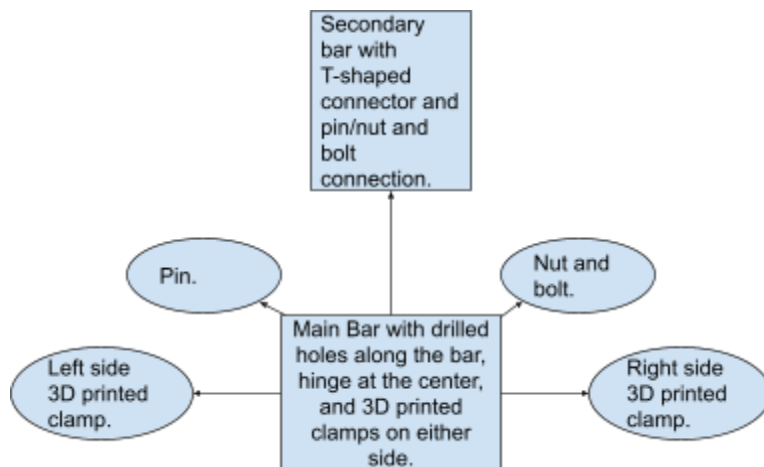 Secondary
bar with
T-shaped
connector and
pin/nut and
bolt
connection.
Pin.
Nut and
bolt.
Main Bar with drilled
holes along the bar,
hinge at the center,
and 3D printed
clamps on either
side.
Left side
3D printed
clamp.
Right side
3D printed
clamp.